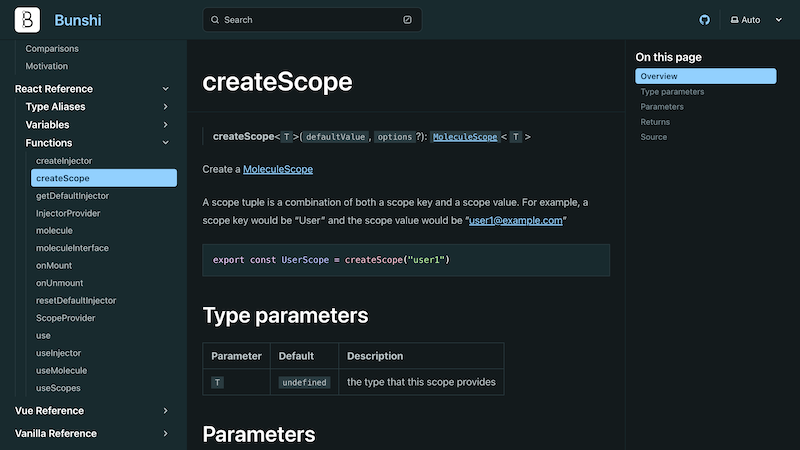 Bunshi
Search
Auto
Comparisons
Motivation
React Reference
Type Aliases
Variables
Functions
createInjector
createScope
getDefaultInjector
InjectorProvider
molecule
moleculeInterface
onMount
onUnmount
resetDefaultInjector
ScopeProvider
use
useInjector
useMolecule
useScopes
Vue Reference
Vanilla Reference
createScope
createScope<T>(defaultValue, options?): MoleculeScope< T >
Create a MoleculeScope
A scope tuple is a combination of both a scope key and a scope value. For example, a
scope key would be “User” and the scope value would be “user1@example.com”
export const UserScope = createScope("user1")
Type parameters
Parameter Default Description
T undefined the type that this scope provides
Parameters
On this page
Overview
Type parameters
Parameters
Returns
Source